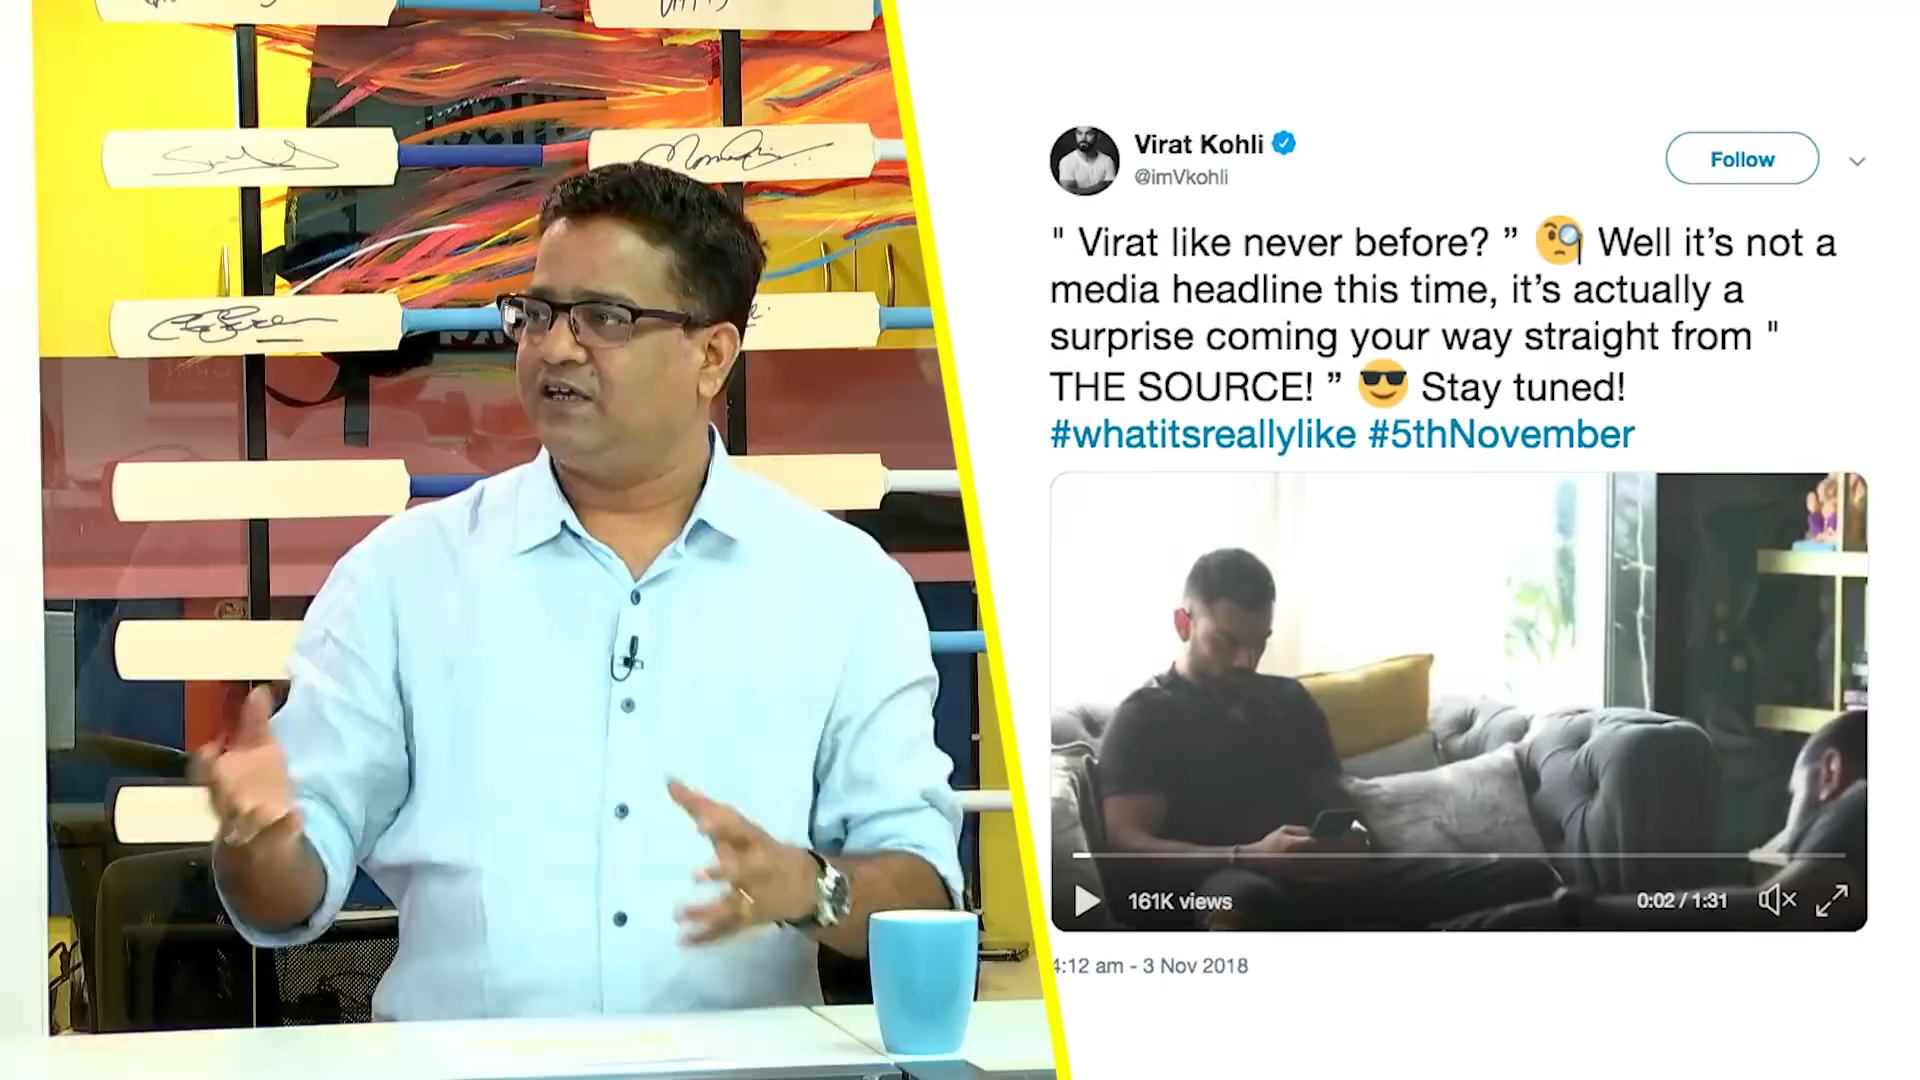 Virat Kohli
@imVkohli
Follow
" Virat like never before? ” 🧐 Well it’s not a
media headline this time, it’s actually a
surprise coming your way straight from "
THE SOURCE! ” 😎 Stay tuned!
#whatitsreallylike #5thNovember
161K views
0:02 / 1:31
4:12 am - 3 Nov 2018